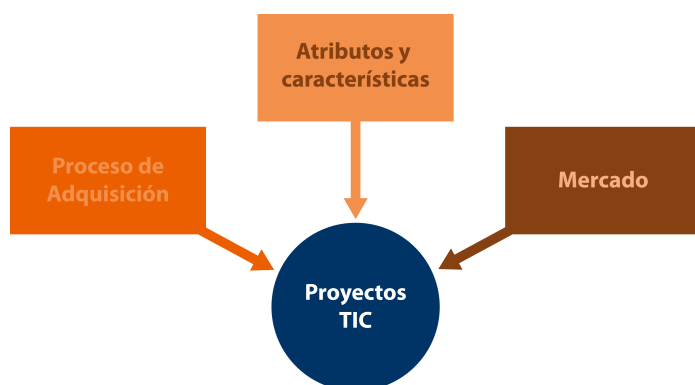 Atributos y
características
Proceso de
Adquisición
Mercado
Proyectos
TIC